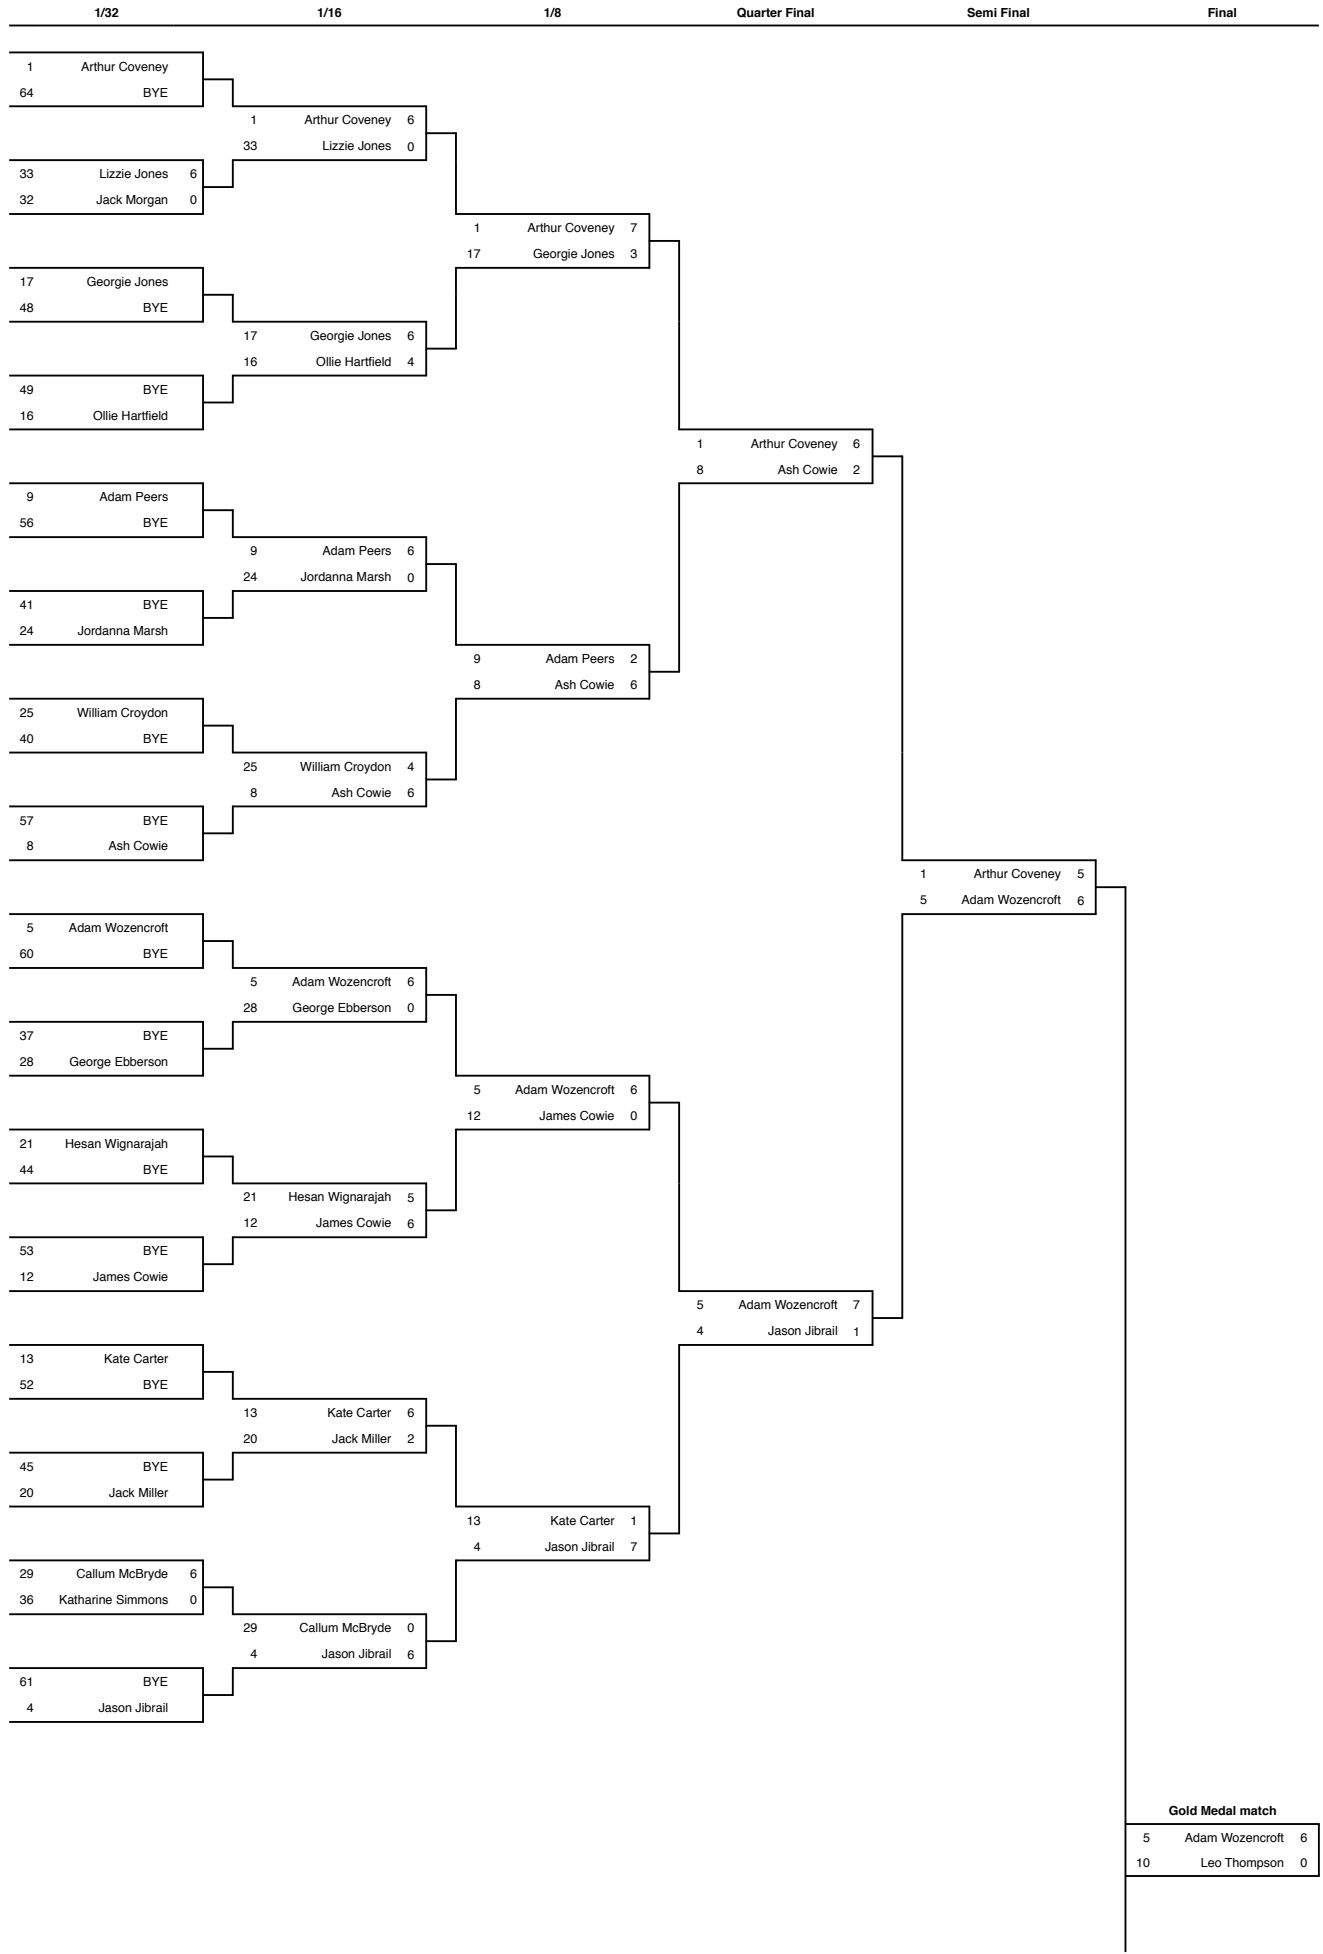 1/32 1/16 1/8 Quarter Final Semi Final Final
1 Arthur Coveney
64 BYE
1 Arthur Coveney 6
33 Lizzie Jones 0
33 Lizzie Jones 6
32 Jack Morgan 0
1 Arthur Coveney 7
17 Georgie Jones 3
17 Georgie Jones
48 BYE
17 Georgie Jones 6
16 Ollie Hartfield 4
49 BYE
16 Ollie Hartfield
1 Arthur Coveney 6
8 Ash Cowie 2
9 Adam Peers
56 BYE
9 Adam Peers 6
24 Jordanna Marsh 0
41 BYE
24 Jordanna Marsh
9 Adam Peers 2
8 Ash Cowie 6
25 William Croydon
40 BYE
25 William Croydon 4
8 Ash Cowie 6
57 BYE
8 Ash Cowie
1 Arthur Coveney 5
5 Adam Wozencroft 6
5 Adam Wozencroft
60 BYE
5 Adam Wozencroft 6
28 George Ebberson 0
37 BYE
28 George Ebberson
5 Adam Wozencroft 6
12 James Cowie 0
21 Hesan Wignarajah
44 BYE
21 Hesan Wignarajah 5
12 James Cowie 6
53 BYE
12 James Cowie
5 Adam Wozencroft 7
4 Jason Jibrail 1
13 Kate Carter
52 BYE
13 Kate Carter 6
20 Jack Miller 2
45 BYE
20 Jack Miller
13 Kate Carter 1
4 Jason Jibrail 7
29 Callum McBryde 6
36 Katharine Simmons 0
29 Callum McBryde 0
4 Jason Jibrail 6
61 BYE
4 Jason Jibrail
Gold Medal match
5 Adam Wozencroft 6
10 Leo Thompson 0